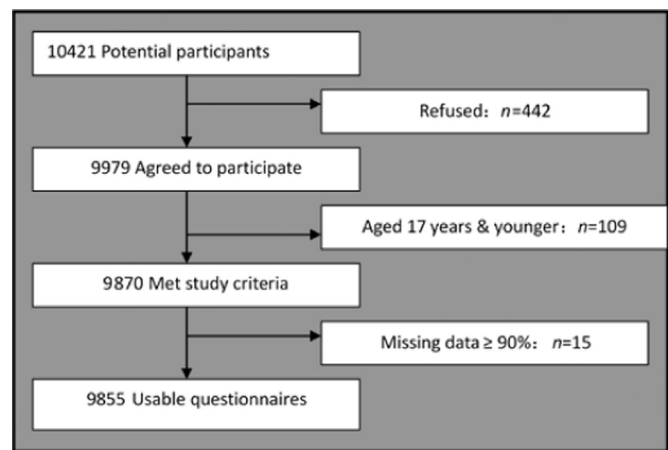 10421 Potential participants
Refused：n=442
9979 Agreed to participate
Aged 17 years & younger：n=109
9870 Met study criteria
Missing data ≥ 90%：n=15
9855 Usable questionnaires